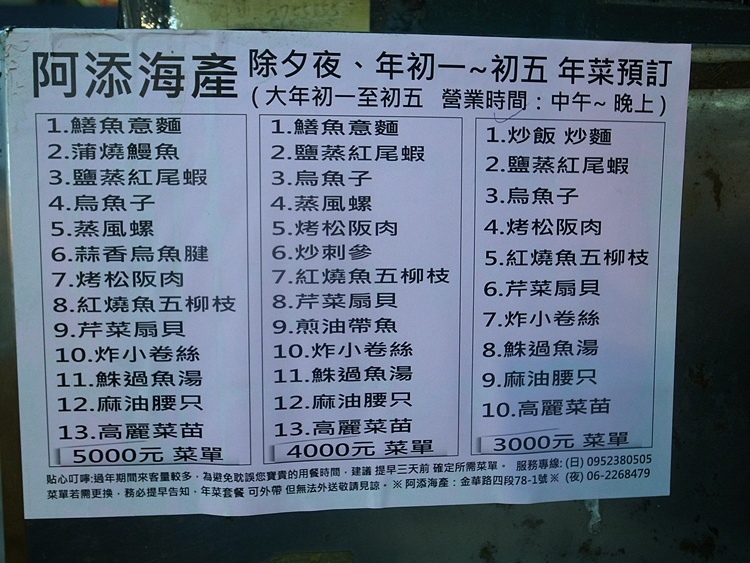 阿添海產 除夕夜、年初一~初五 年菜預訂
(大年初一至初五 營業時間:中午~晚上)
1.鱔魚意麵
2.蒲燒鰻魚
3.鹽蒸紅尾蝦
4.烏魚子
5.蒸風螺
6.蒜香烏魚腱
7.烤松阪肉
8.紅燒魚五柳枝
9.芹菜扇貝
10.炸小卷絲
11.鮢過魚湯
12.麻油腰只
13.高麗菜苗
5000元 菜單
1.鱔魚意麵
2.鹽蒸紅尾蝦
3.烏魚子
4.蒸風螺
5.烤松阪肉
6.炒刺參
7.紅燒魚五柳枝
8.芹菜扇貝
9.煎油帶魚
10.炸小卷絲
11.鮢過魚湯
12.麻油腰只
13.高麗菜苗
4000元 菜單
1.炒飯 炒麵
2.鹽蒸紅尾蝦
3.烏魚子
4.烤松阪肉
5.紅燒魚五柳枝
6.芹菜扇貝
7.炸小卷絲
8.鮢過魚湯
9.麻油腰只
10.高麗菜苗
3000元 菜單
貼心叮嚀:過年期間來客量較多,為避免耽誤您寶貴的用餐時間,建議 提早三天前 確定所需菜單。 服務專線:(日) 0952380505
菜單若需更換,務必提早告知,年菜套餐 可外帶 但無法外送敬請見諒。※ 阿添海產:金華路四段78-1號※ (夜) 06-2268479